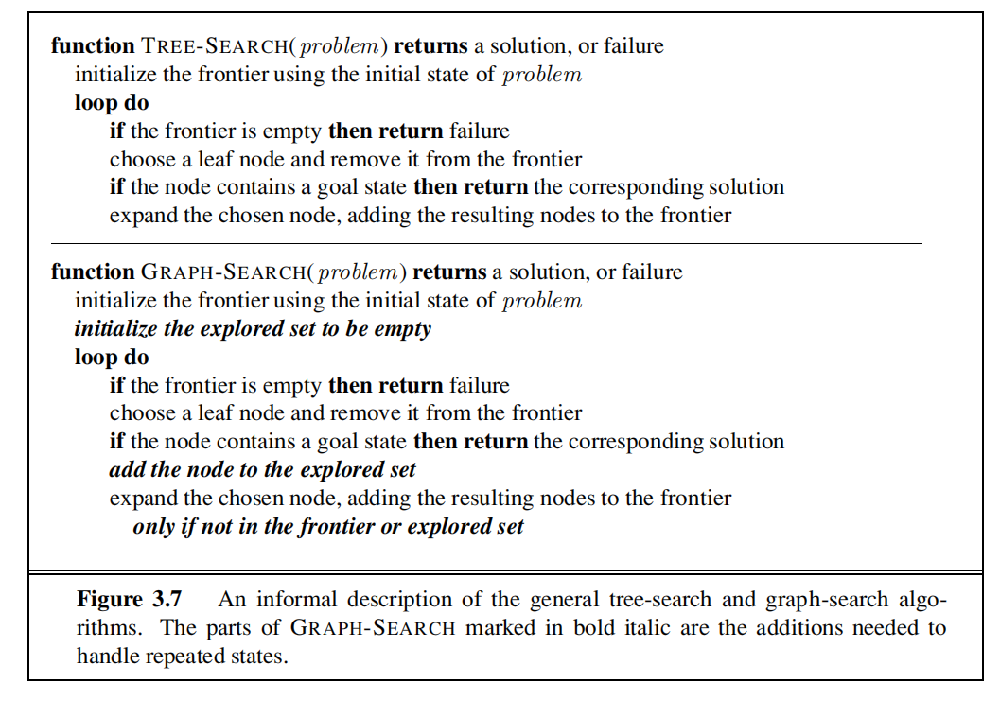 function TREE-SEARCH(problem) returns a solution, or failure
initialize the frontier using the initial state of problem
loop do
if the frontier is empty then return failure
choose a leaf node and remove it from the frontier
if the node contains a goal state then return the corresponding solution
expand the chosen node, adding the resulting nodes to the frontier
function GRAPH-SEARCH(problem) returns a solution, or failure
initialize the frontier using the initial state of problem
initialize the explored set to be empty
loop do
if the frontier is empty then return failure
choose a leaf node and remove it from the frontier
if the node contains a goal state then return the corresponding solution
add the node to the explored set
expand the chosen node, adding the resulting nodes to the frontier
only if not in the frontier or explored set
Figure 3.7 An informal description of the general tree-search and graph-search algo-
rithms. The parts of GRAPH-SEARCH marked in bold italic are the additions needed to
handle repeated states.